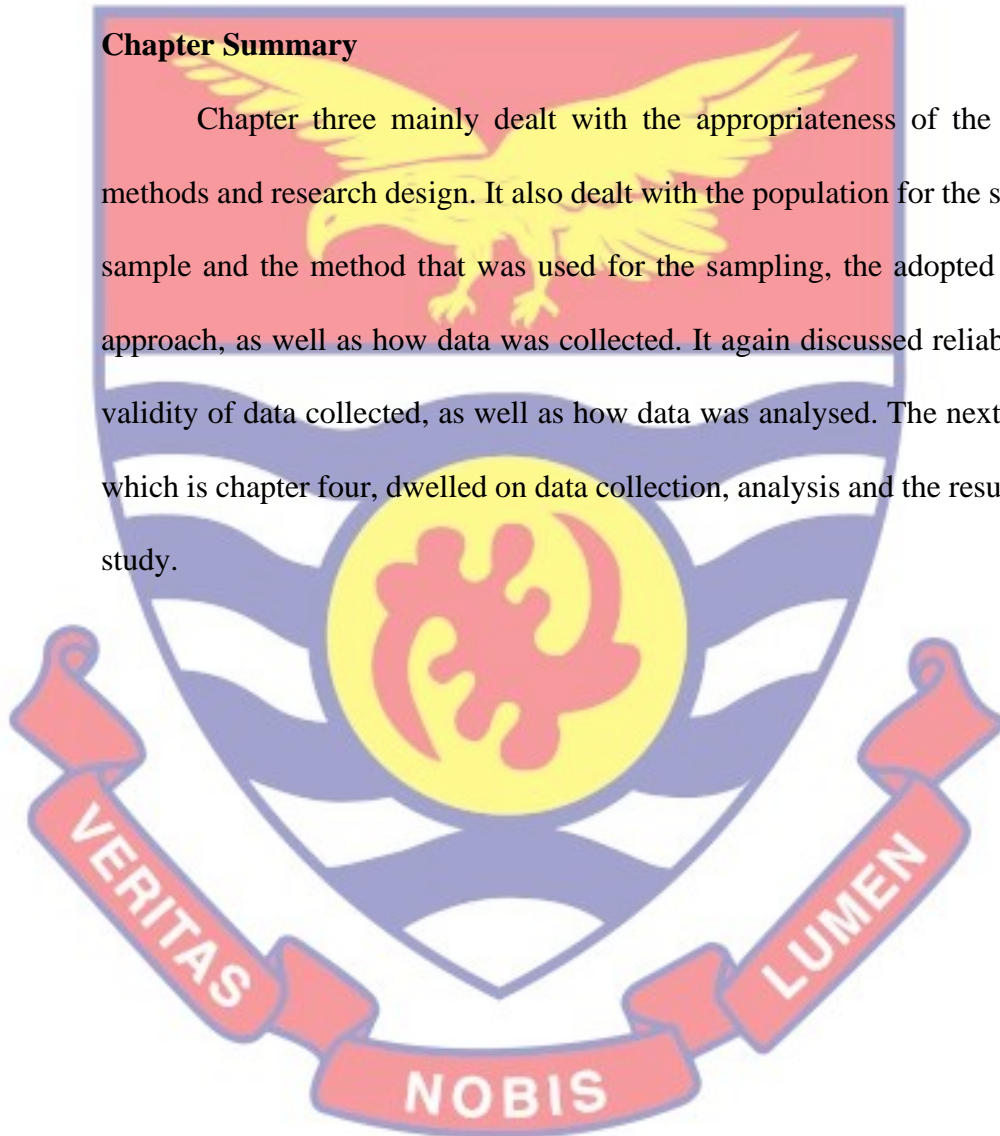 Chapter Summary
Chapter three mainly dealt with the appropriateness of the
methods and research design. It also dealt with the population for the s
sample and the method that was used for the sampling, the adopted
approach, as well as how data was collected. It again discussed reliab
validity of data collected, as well as how data was analysed. The next
which is chapter four, dwelled on data collection, analysis and the resu
study.
VERITAS
NOBIS
LUMEN